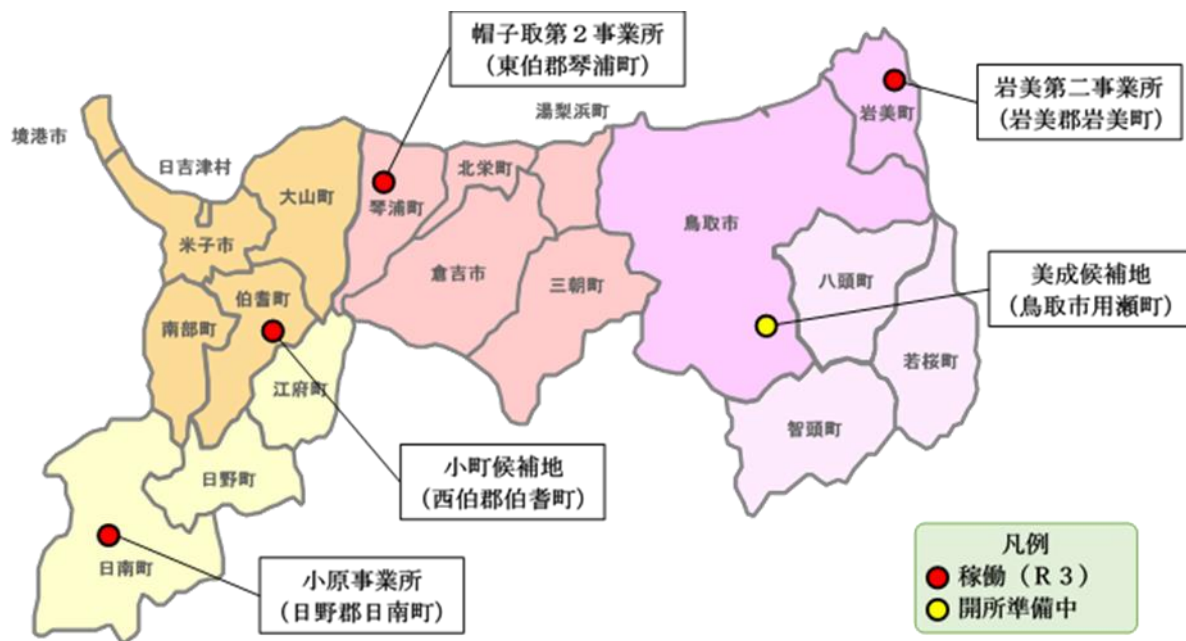 帽子取第２事業所
（東伯郡琴浦町）
岩美第二事業所
（岩美郡岩美町）
湯梨浜町
岩美町
境港市
日吉津村
大山町
琴浦町
北栄町
鳥取市
米子市
倉吉市
三朝町
八頭町
美成候補地
（鳥取市用瀬町）
伯耆町
南部町
若桜町
江府町
智頭町
小町候補地
（西伯郡伯耆町）
日野町
日南町
小原事業所
（日野郡日南町）
凡例
稼働（Ｒ３）
開所準備中